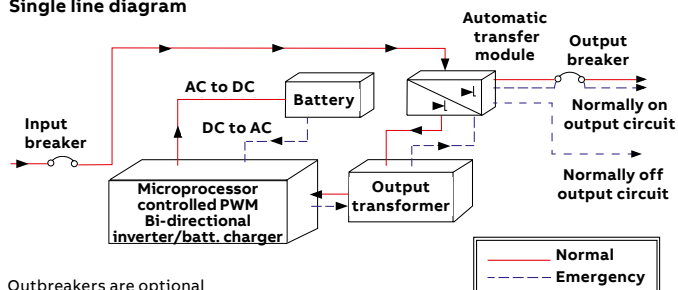 Single line diagram
Automatic
transfer
module
Output
breaker
AC to DC
Battery
DC to AC
Input
breaker
Normally on
output circuit
Normally off
output circuit
Microprocessor
controlled PWM
Bi-directional
inverter/batt. charger
Output
transformer
Normal
Emergency
Outbreakers are optional